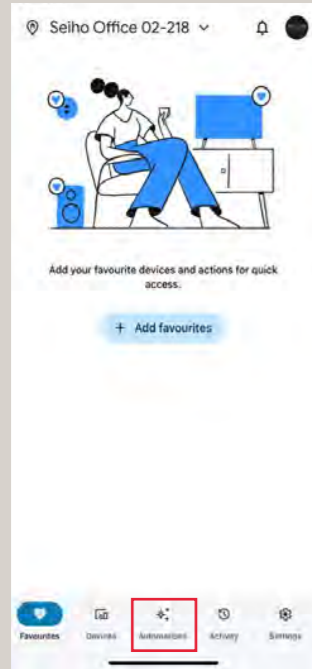 Seiho Office 02-218
Add your favourite devices and actions for quick
access.
+ Add favourites
Favourites Devices Automations Activity Settings